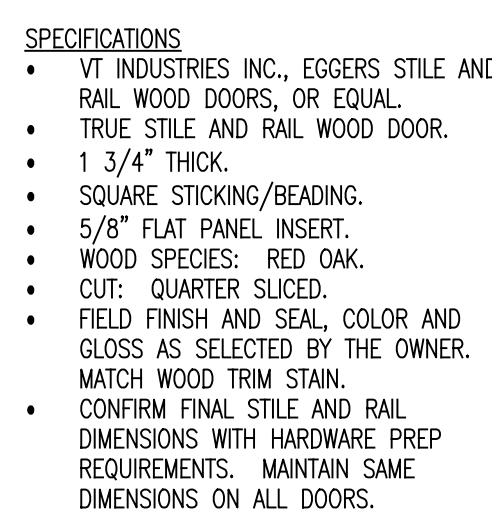 SPECIFICATIONS
• VT INDUSTRIES INC., EGGERS STILE AND
RAIL WOOD DOORS, OR EQUAL.
• TRUE STILE AND RAIL WOOD DOOR.
• 1 3/4" THICK.
• SQUARE STICKING/BEADING.
• 5/8" FLAT PANEL INSERT.
• WOOD SPECIES: RED OAK.
• CUT: QUARTER SLICED.
• FIELD FINISH AND SEAL, COLOR AND
GLOSS AS SELECTED BY THE OWNER.
MATCH WOOD TRIM STAIN.
• CONFIRM FINAL STILE AND RAIL
DIMENSIONS WITH HARDWARE PREP
REQUIREMENTS. MAINTAIN SAME
DIMENSIONS ON ALL DOORS.